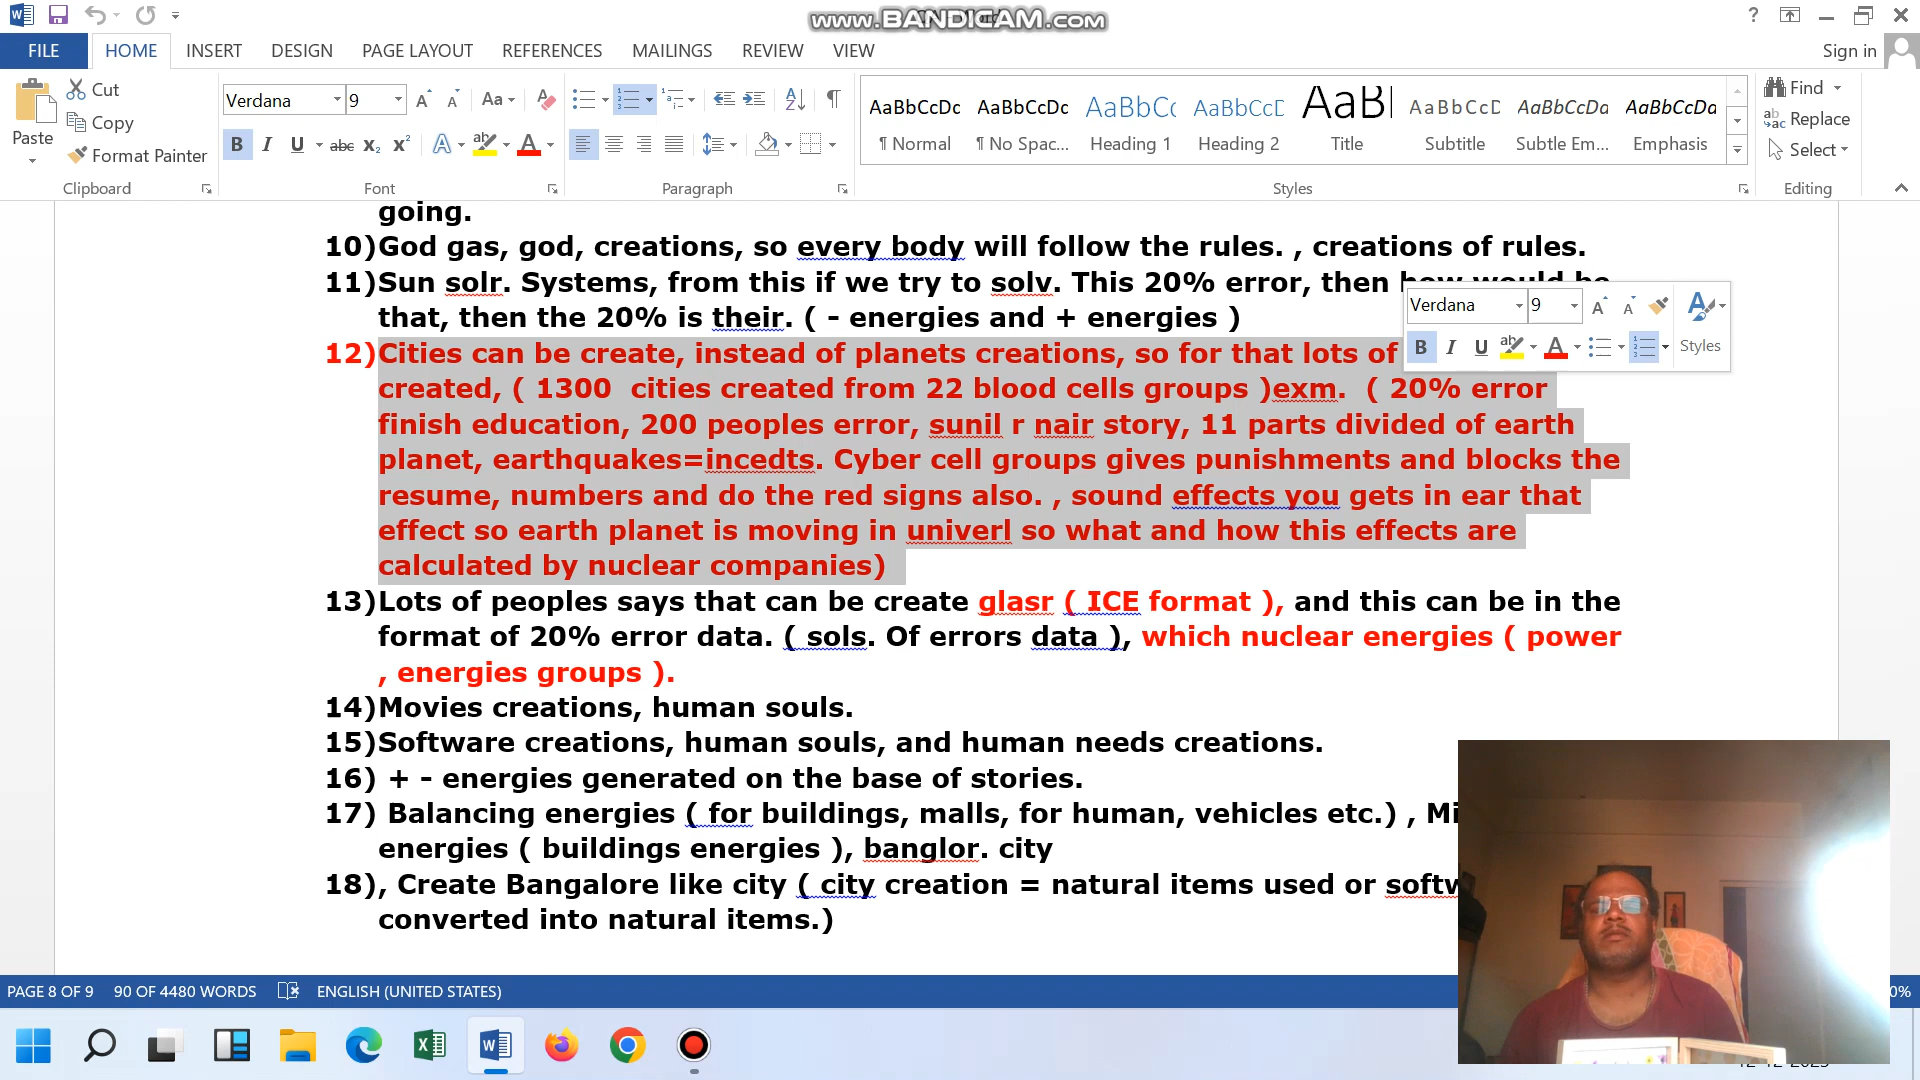 www.BANDICAM.com
FILE HOME INSERT DESIGN PAGE LAYOUT REFERENCES MAILINGS REVIEW VIEW Sign in
Cut
Copy
Format Painter
Paste
Verdana 9
Aa
B I U abc X₂ X²
AaBbCcDc AaBbCcDc AaBbC( AaBbCcD AaB AaBbCcD AaBbCcDa AaBbCcDa
¶ Normal ¶ No Spac... Heading 1 Heading 2 Title Subtitle Subtle Em... Emphasis
Find
Replace
Select
Clipboard Font Paragraph Styles Editing
going.
10)God gas, god, creations, so every body will follow the rules. , creations of rules.
11)Sun solr. Systems, from this if we try to solv. This 20% error, then how would be
that, then the 20% is their. ( - energies and + energies )
Verdana 9
B I U Styles
12)Cities can be create, instead of planets creations, so for that lots of
created, ( 1300  cities created from 22 blood cells groups )exm.  ( 20% error
finish education, 200 peoples error, sunil r nair story, 11 parts divided of earth
planet, earthquakes=incedts. Cyber cell groups gives punishments and blocks the
resume, numbers and do the red signs also. , sound effects you gets in ear that
effect so earth planet is moving in univerl so what and how this effects are
calculated by nuclear companies)
13)Lots of peoples says that can be create glasr ( ICE format ), and this can be in the
format of 20% error data. ( sols. Of errors data ), which nuclear energies ( power
, energies groups ).
14)Movies creations, human souls.
15)Software creations, human souls, and human needs creations.
16) + - energies generated on the base of stories.
17) Balancing energies ( for buildings, malls, for human, vehicles etc.) , Mi
energies ( buildings energies ), banglor. city
18), Create Bangalore like city ( city creation = natural items used or softw
converted into natural items.)
PAGE 8 OF 9 90 OF 4480 WORDS ENGLISH (UNITED STATES) 0%